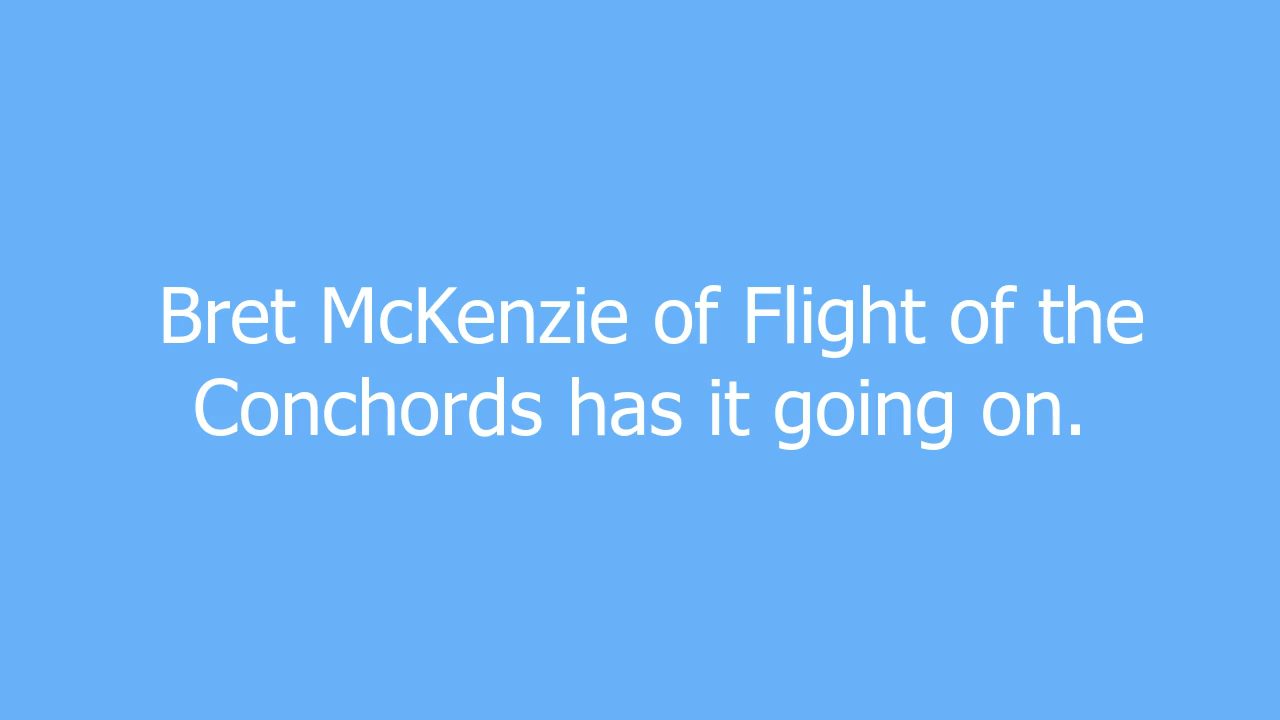 Bret McKenzie of Flight of the
Conchords has it going on.